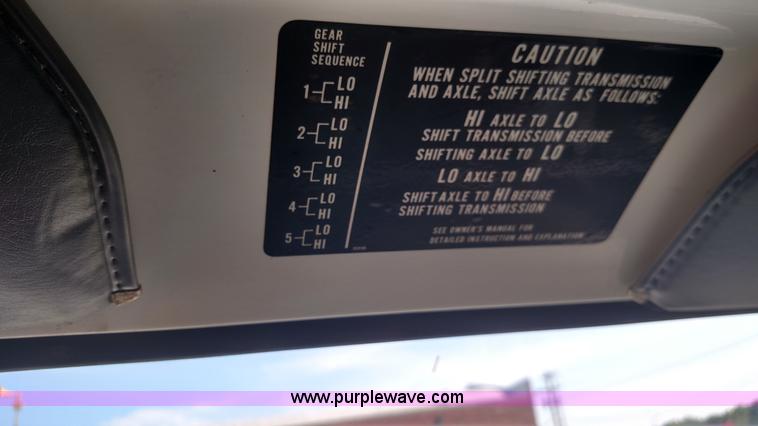 GEAR
SHIFT
SEQUENCE
1 LO
HI
2 LO
HI
3 LO
HI
4 LO
HI
5 LO
HI
CAUTION
WHEN SPLIT SHIFTING TRANSMISSION
AND AXLE, SHIFT AXLE AS FOLLOWS:
HI AXLE TO LO
SHIFT TRANSMISSION BEFORE
SHIFTING AXLE TO LO
LO AXLE TO HI
SHIFT AXLE TO HI BEFORE
SHIFTING TRANSMISSION
SEE OWNER'S MANUAL FOR
DETAILED INSTRUCTION AND EXPLANATION
www.purplewave.com